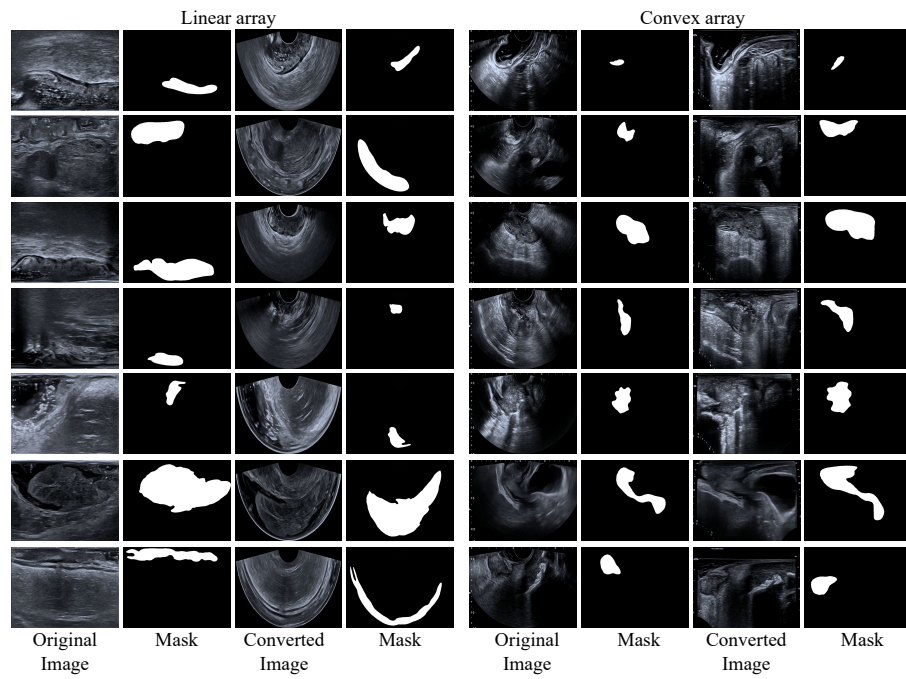 Linear array
Convex array
Original Image
Mask
Converted Image
Mask
Original Image
Mask
Converted Image
Mask